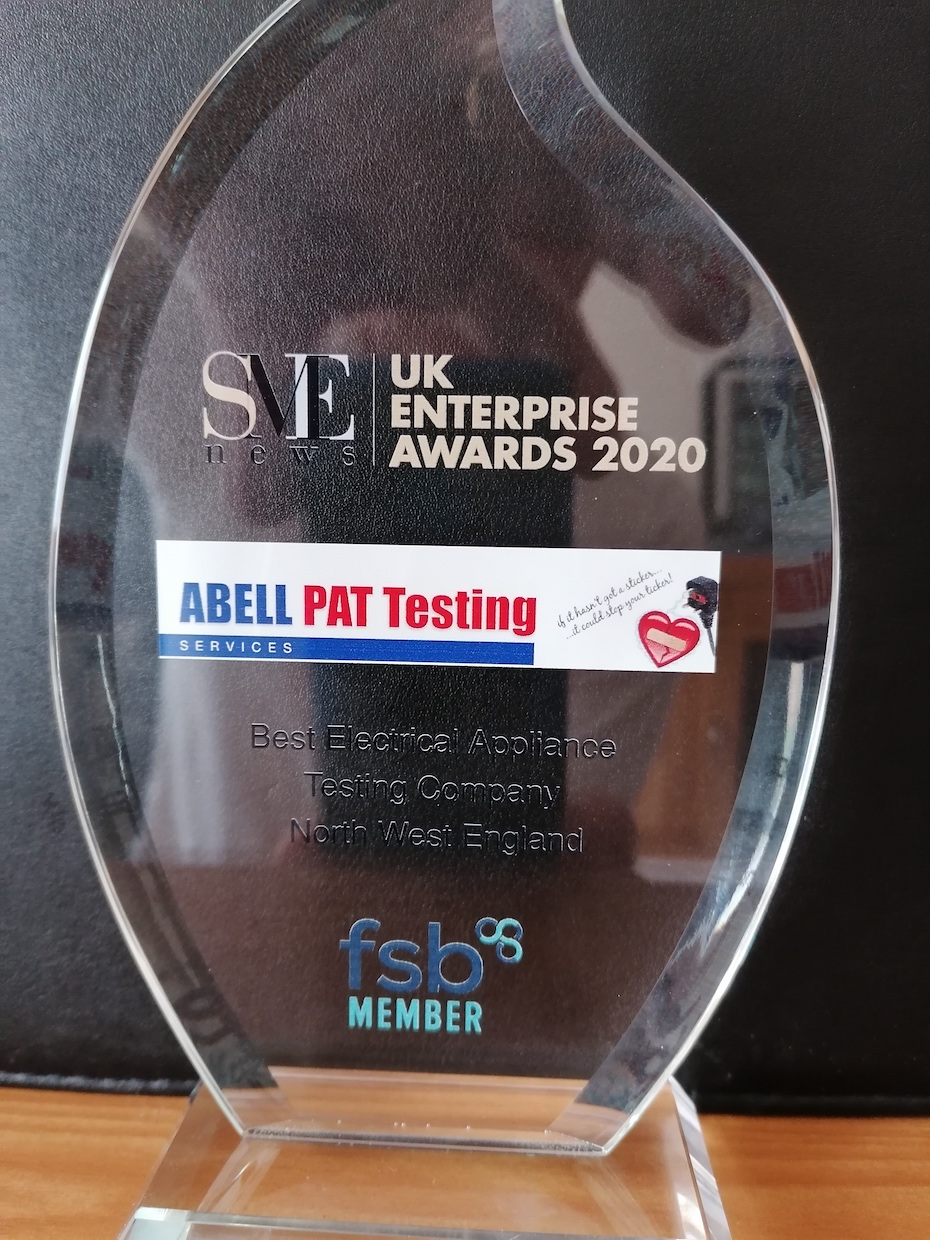 SME
news
UK
ENTERPRISE
AWARDS 2020
ABELL PAT Testing
SERVICES
if it hasn't got a sticker...
...it could stop your ticker!
Best Electrical Appliance
Testing Company
North West England
fsb
MEMBER